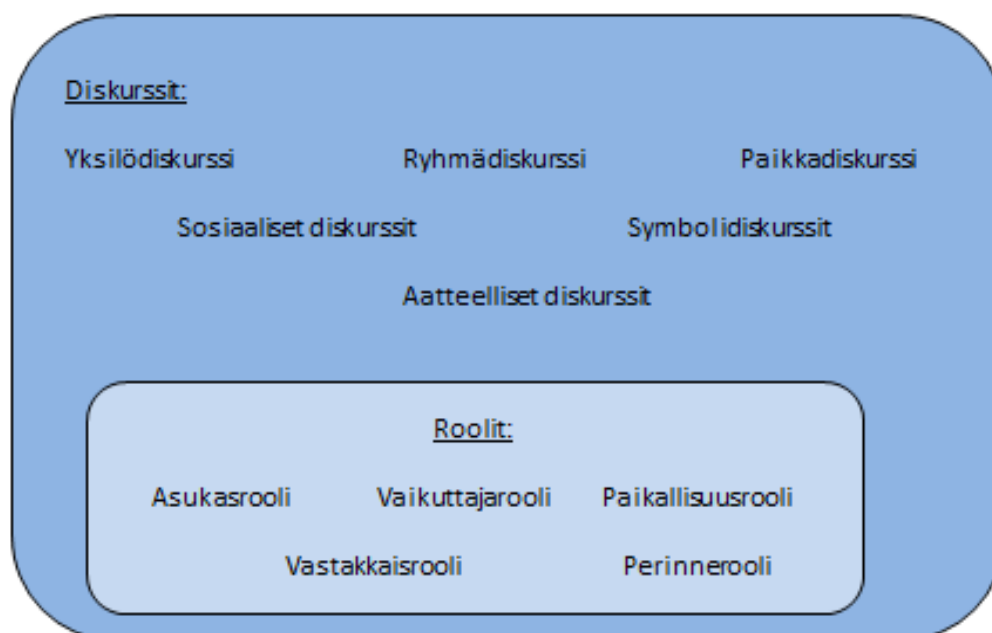 Diskurssit:
Yksilödiskurssi Ryhmädiskurssi Paikkadiskurssi
Sosiaaliset diskurssit Symbolidiskurssit
Aatteelliset diskurssit
Roolit:
Asukasrooli Vaikuttajarooli Paikallisuusrooli
Vastakkaisrooli Perinnerooli